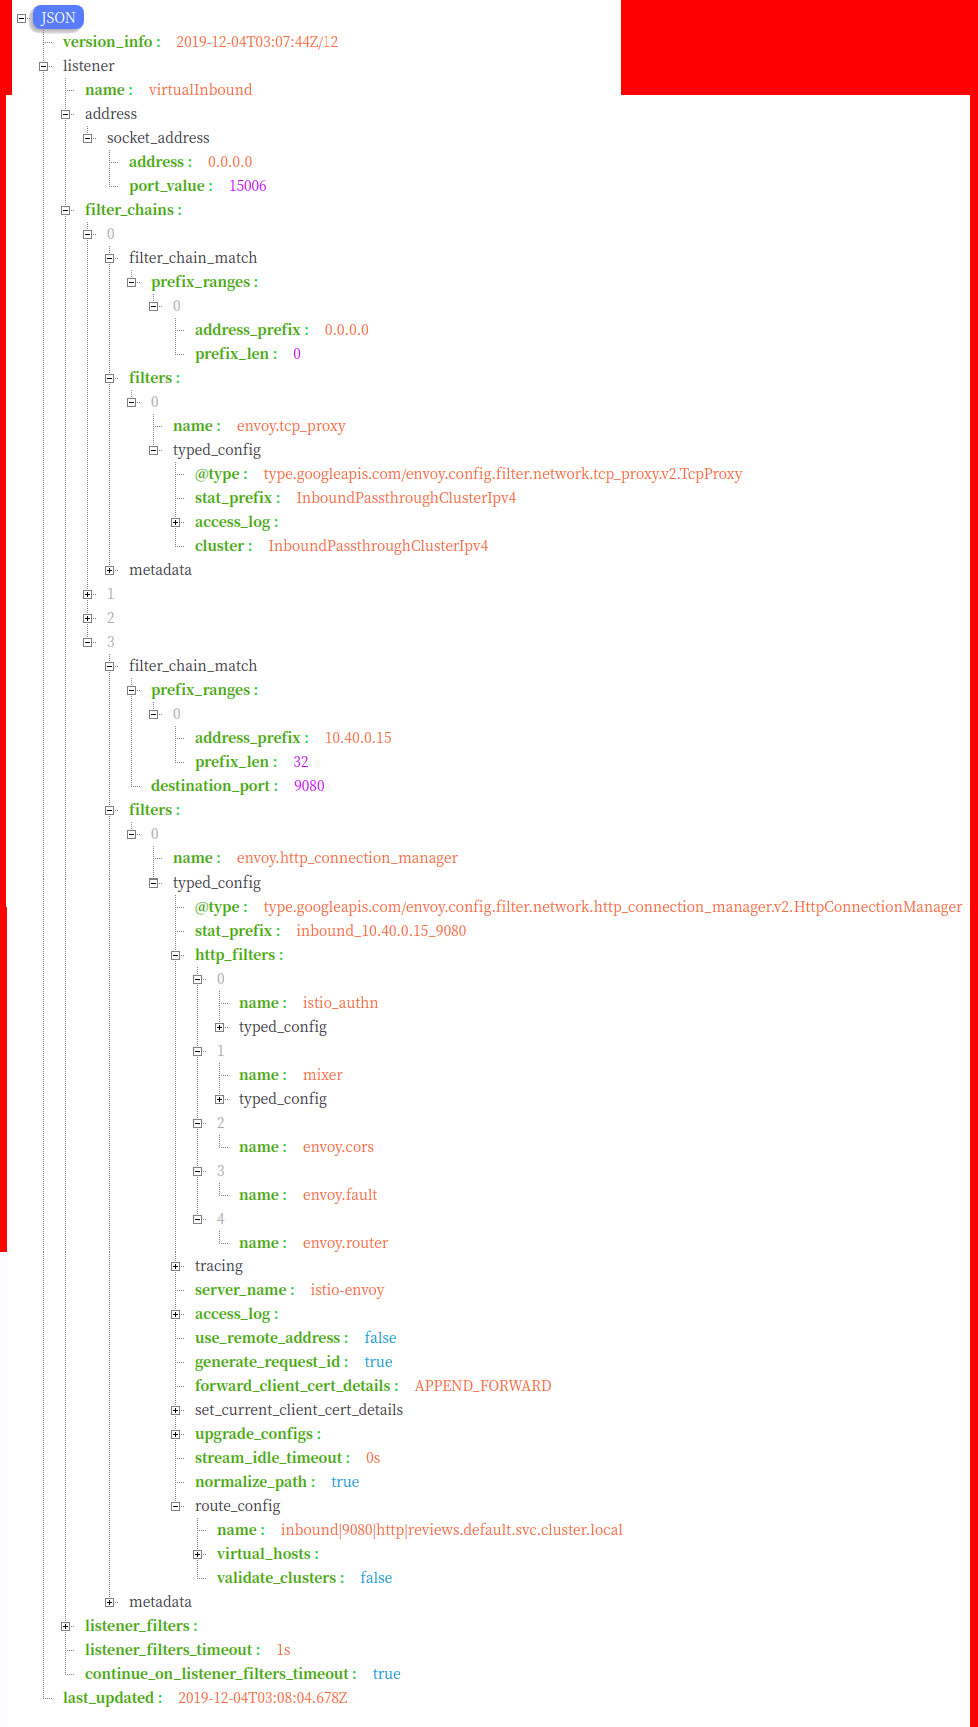 JSON
version_info : 2019-12-04T03:07:44Z/12
listener
name : virtualInbound
address
socket_address
address : 0.0.0.0
port_value : 15006
filter_chains :
0
filter_chain_match
prefix_ranges :
0
address_prefix : 0.0.0.0
prefix_len : 0
filters :
0
name : envoy.tcp_proxy
typed_config
@type : type.googleapis.com/envoy.config.filter.network.tcp_proxy.v2.TcpProxy
stat_prefix : InboundPassthroughClusterIpv4
access_log :
cluster : InboundPassthroughClusterIpv4
metadata
1
2
3
filter_chain_match
prefix_ranges :
0
address_prefix : 10.40.0.15
prefix_len : 32
destination_port : 9080
filters :
0
name : envoy.http_connection_manager
typed_config
@type : type.googleapis.com/envoy.config.filter.network.http_connection_manager.v2.HttpConnectionManager
stat_prefix : inbound_10.40.0.15_9080
http_filters :
0
name : istio_authn
typed_config
1
name : mixer
typed_config
2
name : envoy.cors
3
name : envoy.fault
4
name : envoy.router
tracing
server_name : istio-envoy
access_log :
use_remote_address : false
generate_request_id : true
forward_client_cert_details : APPEND_FORWARD
set_current_client_cert_details
upgrade_configs :
stream_idle_timeout : 0s
normalize_path : true
route_config
name : inbound|9080|http|reviews.default.svc.cluster.local
virtual_hosts :
validate_clusters : false
metadata
listener_filters :
listener_filters_timeout : 1s
continue_on_listener_filters_timeout : true
last_updated : 2019-12-04T03:08:04.678Z